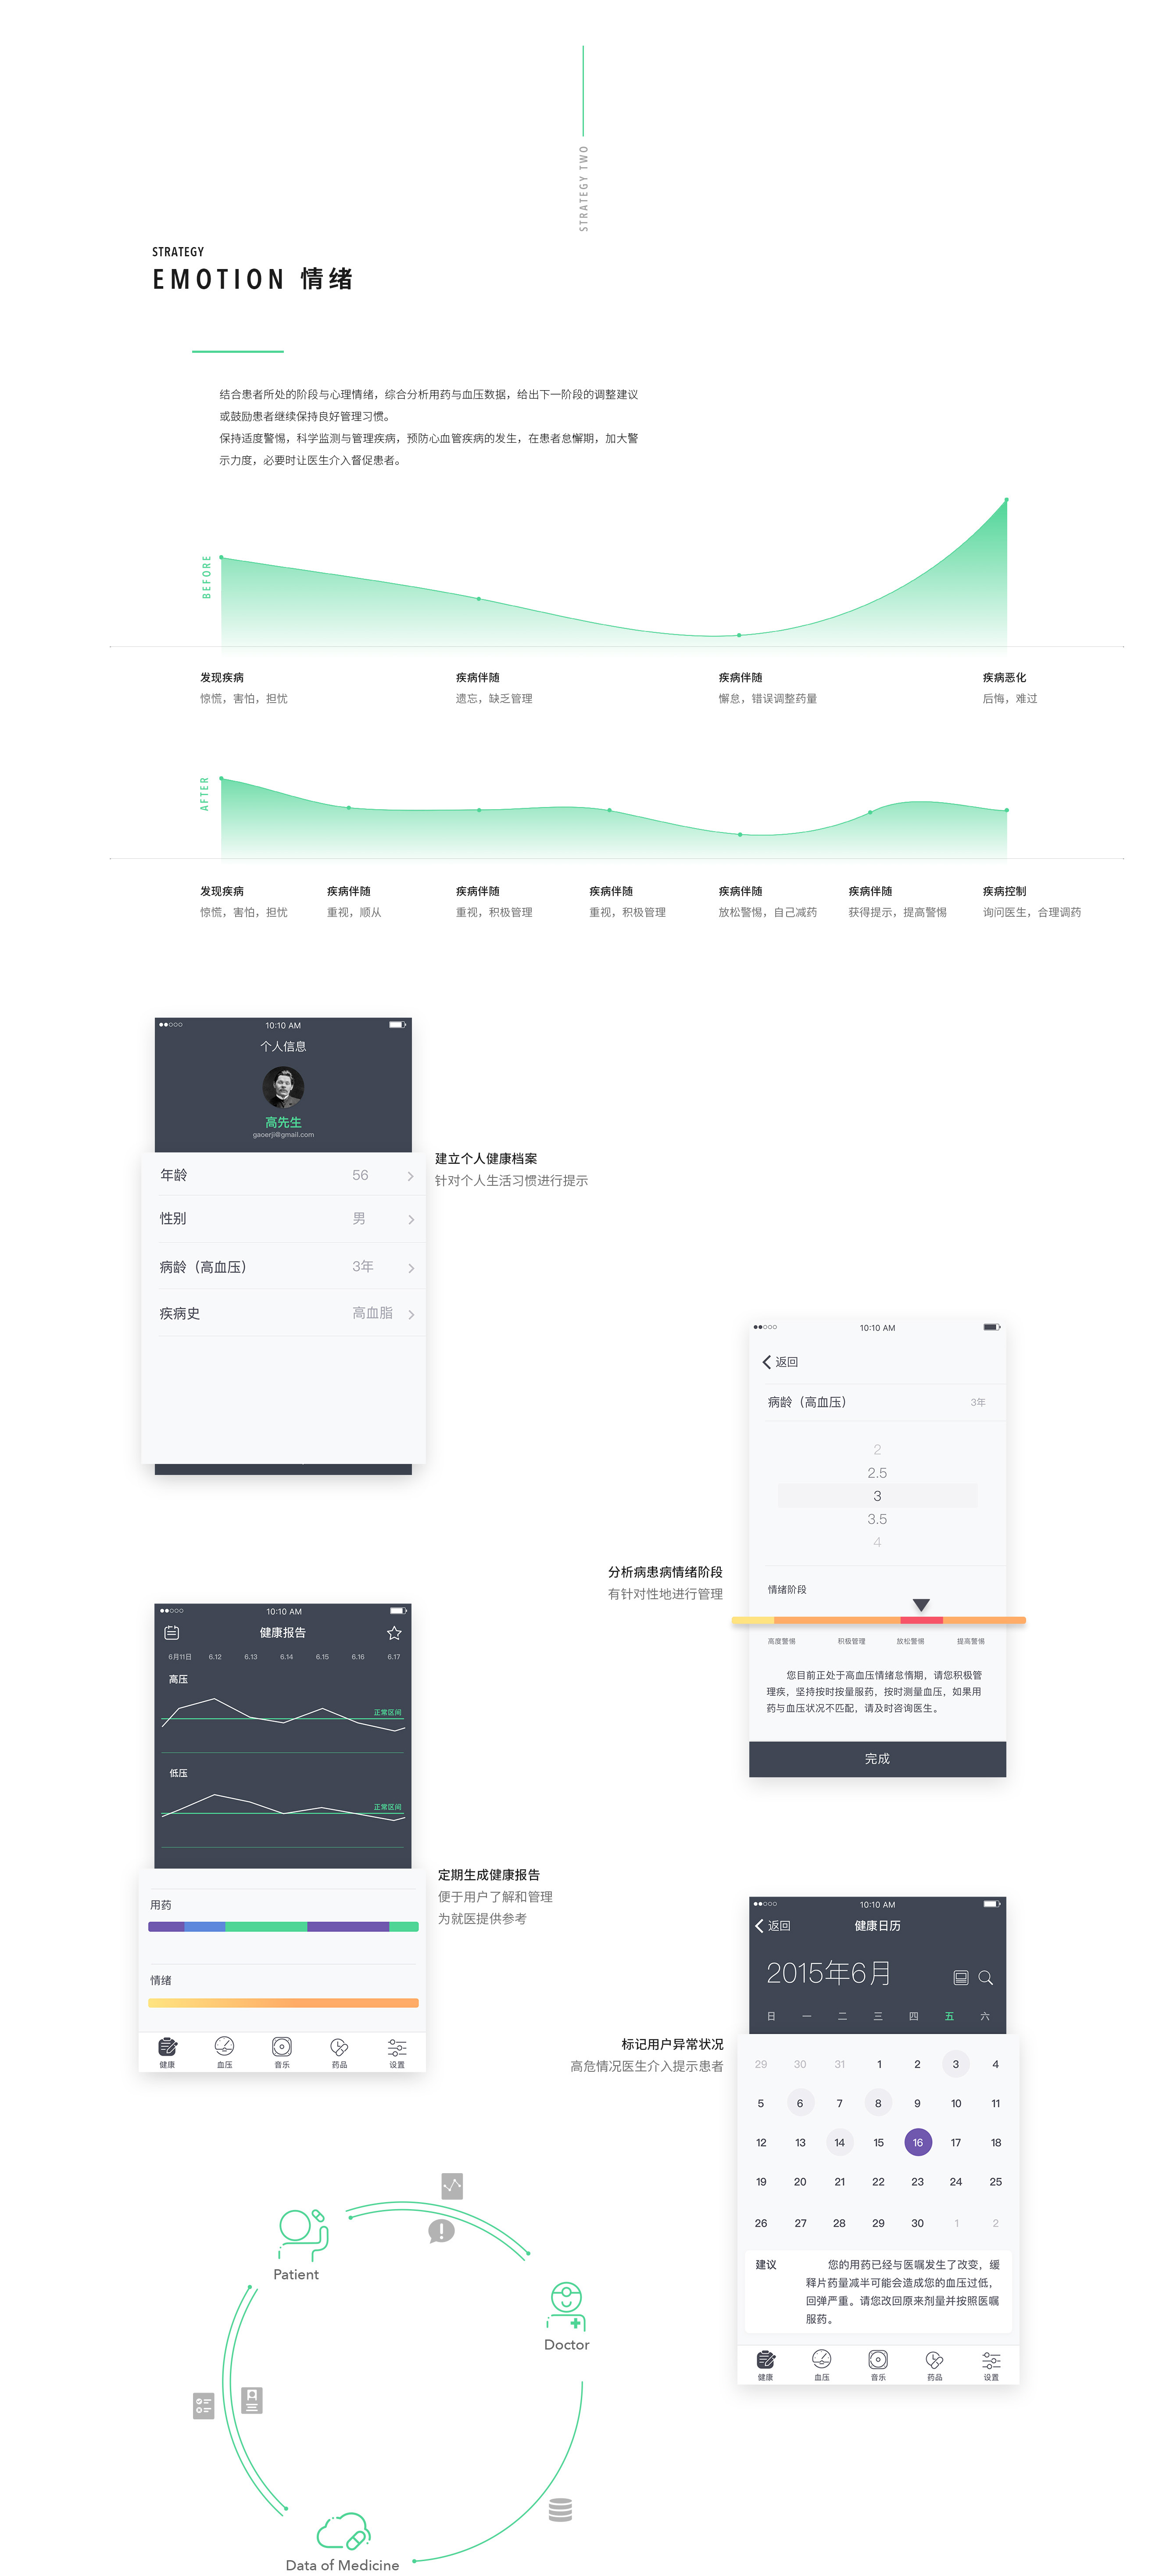 STRATEGY TWO
STRATEGY
EMOTION 情绪
结合患者所处的阶段与心理情绪，综合分析用药与血压数据，给出下一阶段的调整建议
或鼓励患者继续保持良好管理习惯。
保持适度警惕，科学监测与管理疾病，预防心血管疾病的发生，在患者怠懈期，加大警
示力度，必要时让医生介入督促患者。
BEFORE
发现疾病 疾病伴随 疾病伴随 疾病恶化
惊慌，害怕，担忧 遗忘，缺乏管理 懈怠，错误调整药量 后悔，难过
AFTER
发现疾病 疾病伴随 疾病伴随 疾病伴随 疾病伴随 疾病伴随 疾病控制
惊慌，害怕，担忧 重视，顺从 重视，积极管理 重视，积极管理 放松警惕，自己减药 获得提示，提高警惕 询问医生，合理调药
10:10 AM
个人信息
高先生
gaoerji@gmail.com
年龄 56
性别 男
病龄（高血压） 3年
疾病史 高血脂
建立个人健康档案
针对个人生活习惯进行提示
10:10 AM
返回
病龄（高血压） 3年
2
2.5
3
3.5
4
情绪阶段
高度警惕 积极管理 放松警惕 提高警惕
您目前正处于高血压情绪怠惰期，请您积极管
理疾，坚持按时按量服药，按时测量血压，如果用
药与血压状况不匹配，请及时咨询医生。
完成
分析病患病情绪阶段
有针对性地进行管理
10:10 AM
健康报告
6月11日 6.12 6.13 6.14 6.15 6.16 6.17
高压
正常区间
低压
正常区间
用药
情绪
健康 血压 音乐 药品 设置
定期生成健康报告
便于用户了解和管理
为就医提供参考
10:10 AM
返回 健康日历
2015年6月
日 一 二 三 四 五 六
29 30 31 1 2 3 4
5 6 7 8 9 10 11
12 13 14 15 16 17 18
19 20 21 22 23 24 25
26 27 28 29 30 1 2
建议 您的用药已经与医嘱发生了改变，缓
释片药量减半可能会造成您的血压过低，
回弹严重。请您改回原来剂量并按照医嘱
服药。
健康 血压 音乐 药品 设置
标记用户异常状况
高危情况医生介入提示患者
Patient
Doctor
Data of Medicine